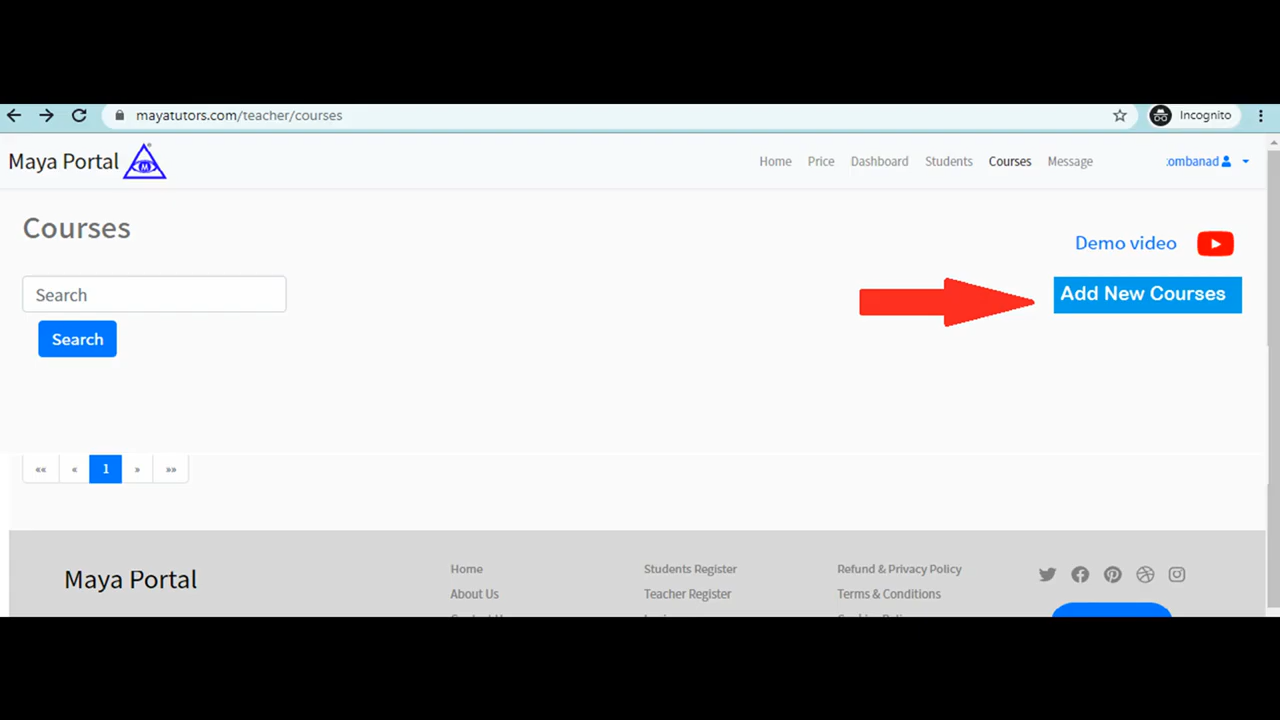 mayatutors.com/teacher/courses
Incognito
Maya Portal M
Home Price Dashboard Students Courses Message :ombanad
Courses
Demo video
Search
Add New Courses
Search
«« « 1 » »»
Maya Portal
Home
About Us
Students Register
Teacher Register
Refund & Privacy Policy
Terms & Conditions